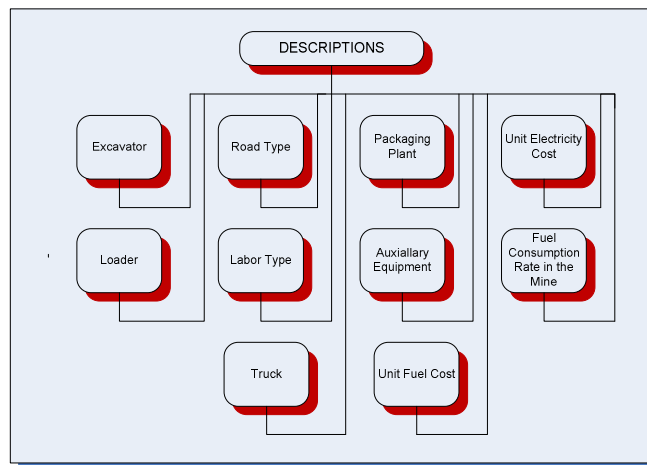 DESCRIPTIONS
Excavator
Road Type
Packaging
Plant
Unit Electricity
Cost
Loader
Labor Type
Auxiallary
Equipment
Fuel
Consumption
Rate in the
Mine
Truck
Unit Fuel Cost